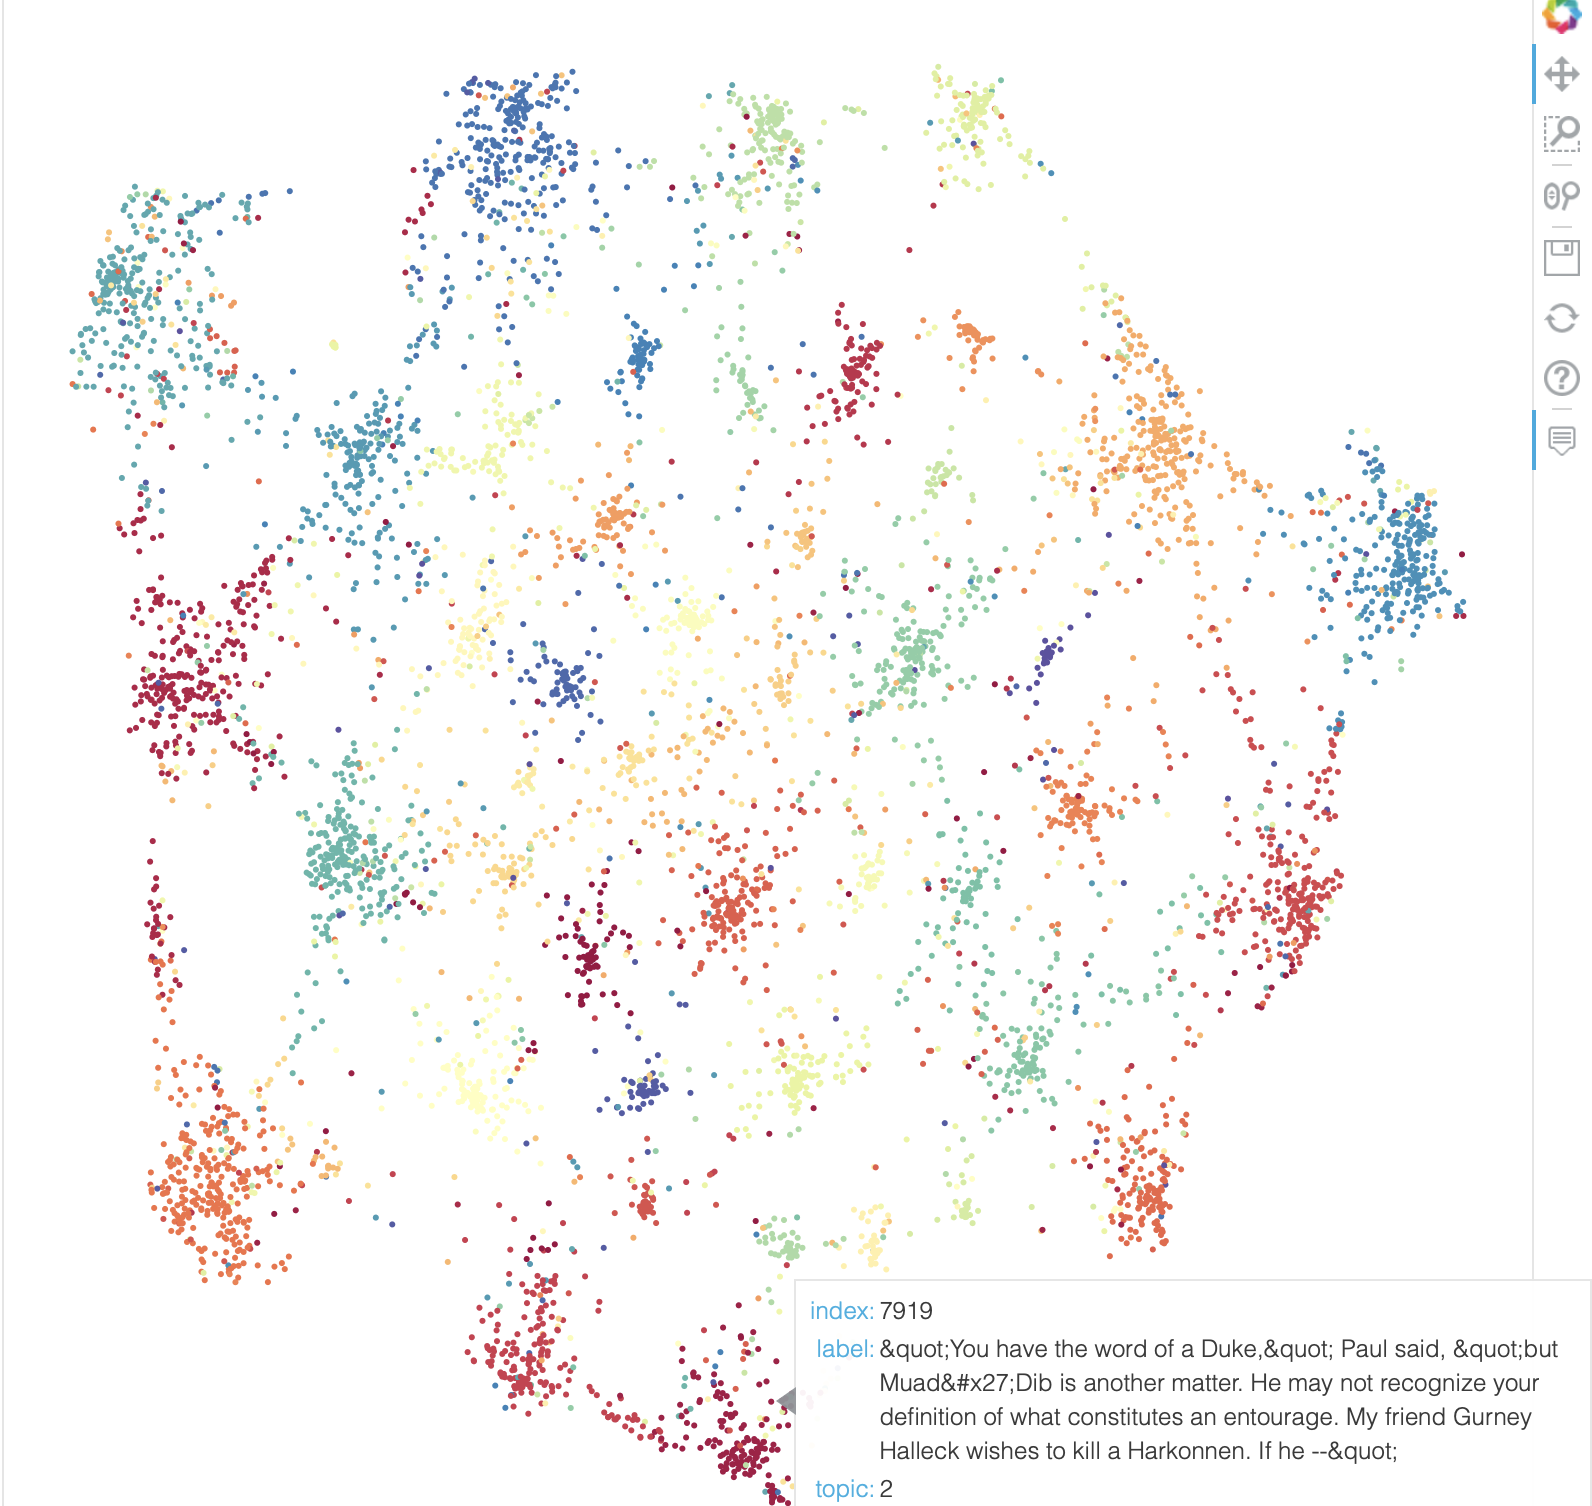 index: 7919
label: &quot;You have the word of a Duke,&quot; Paul said, &quot;but
Muad&#x27;Dib is another matter. He may not recognize your
definition of what constitutes an entourage. My friend Gurney
Halleck wishes to kill a Harkonnen. If he --&quot;
topic: 2